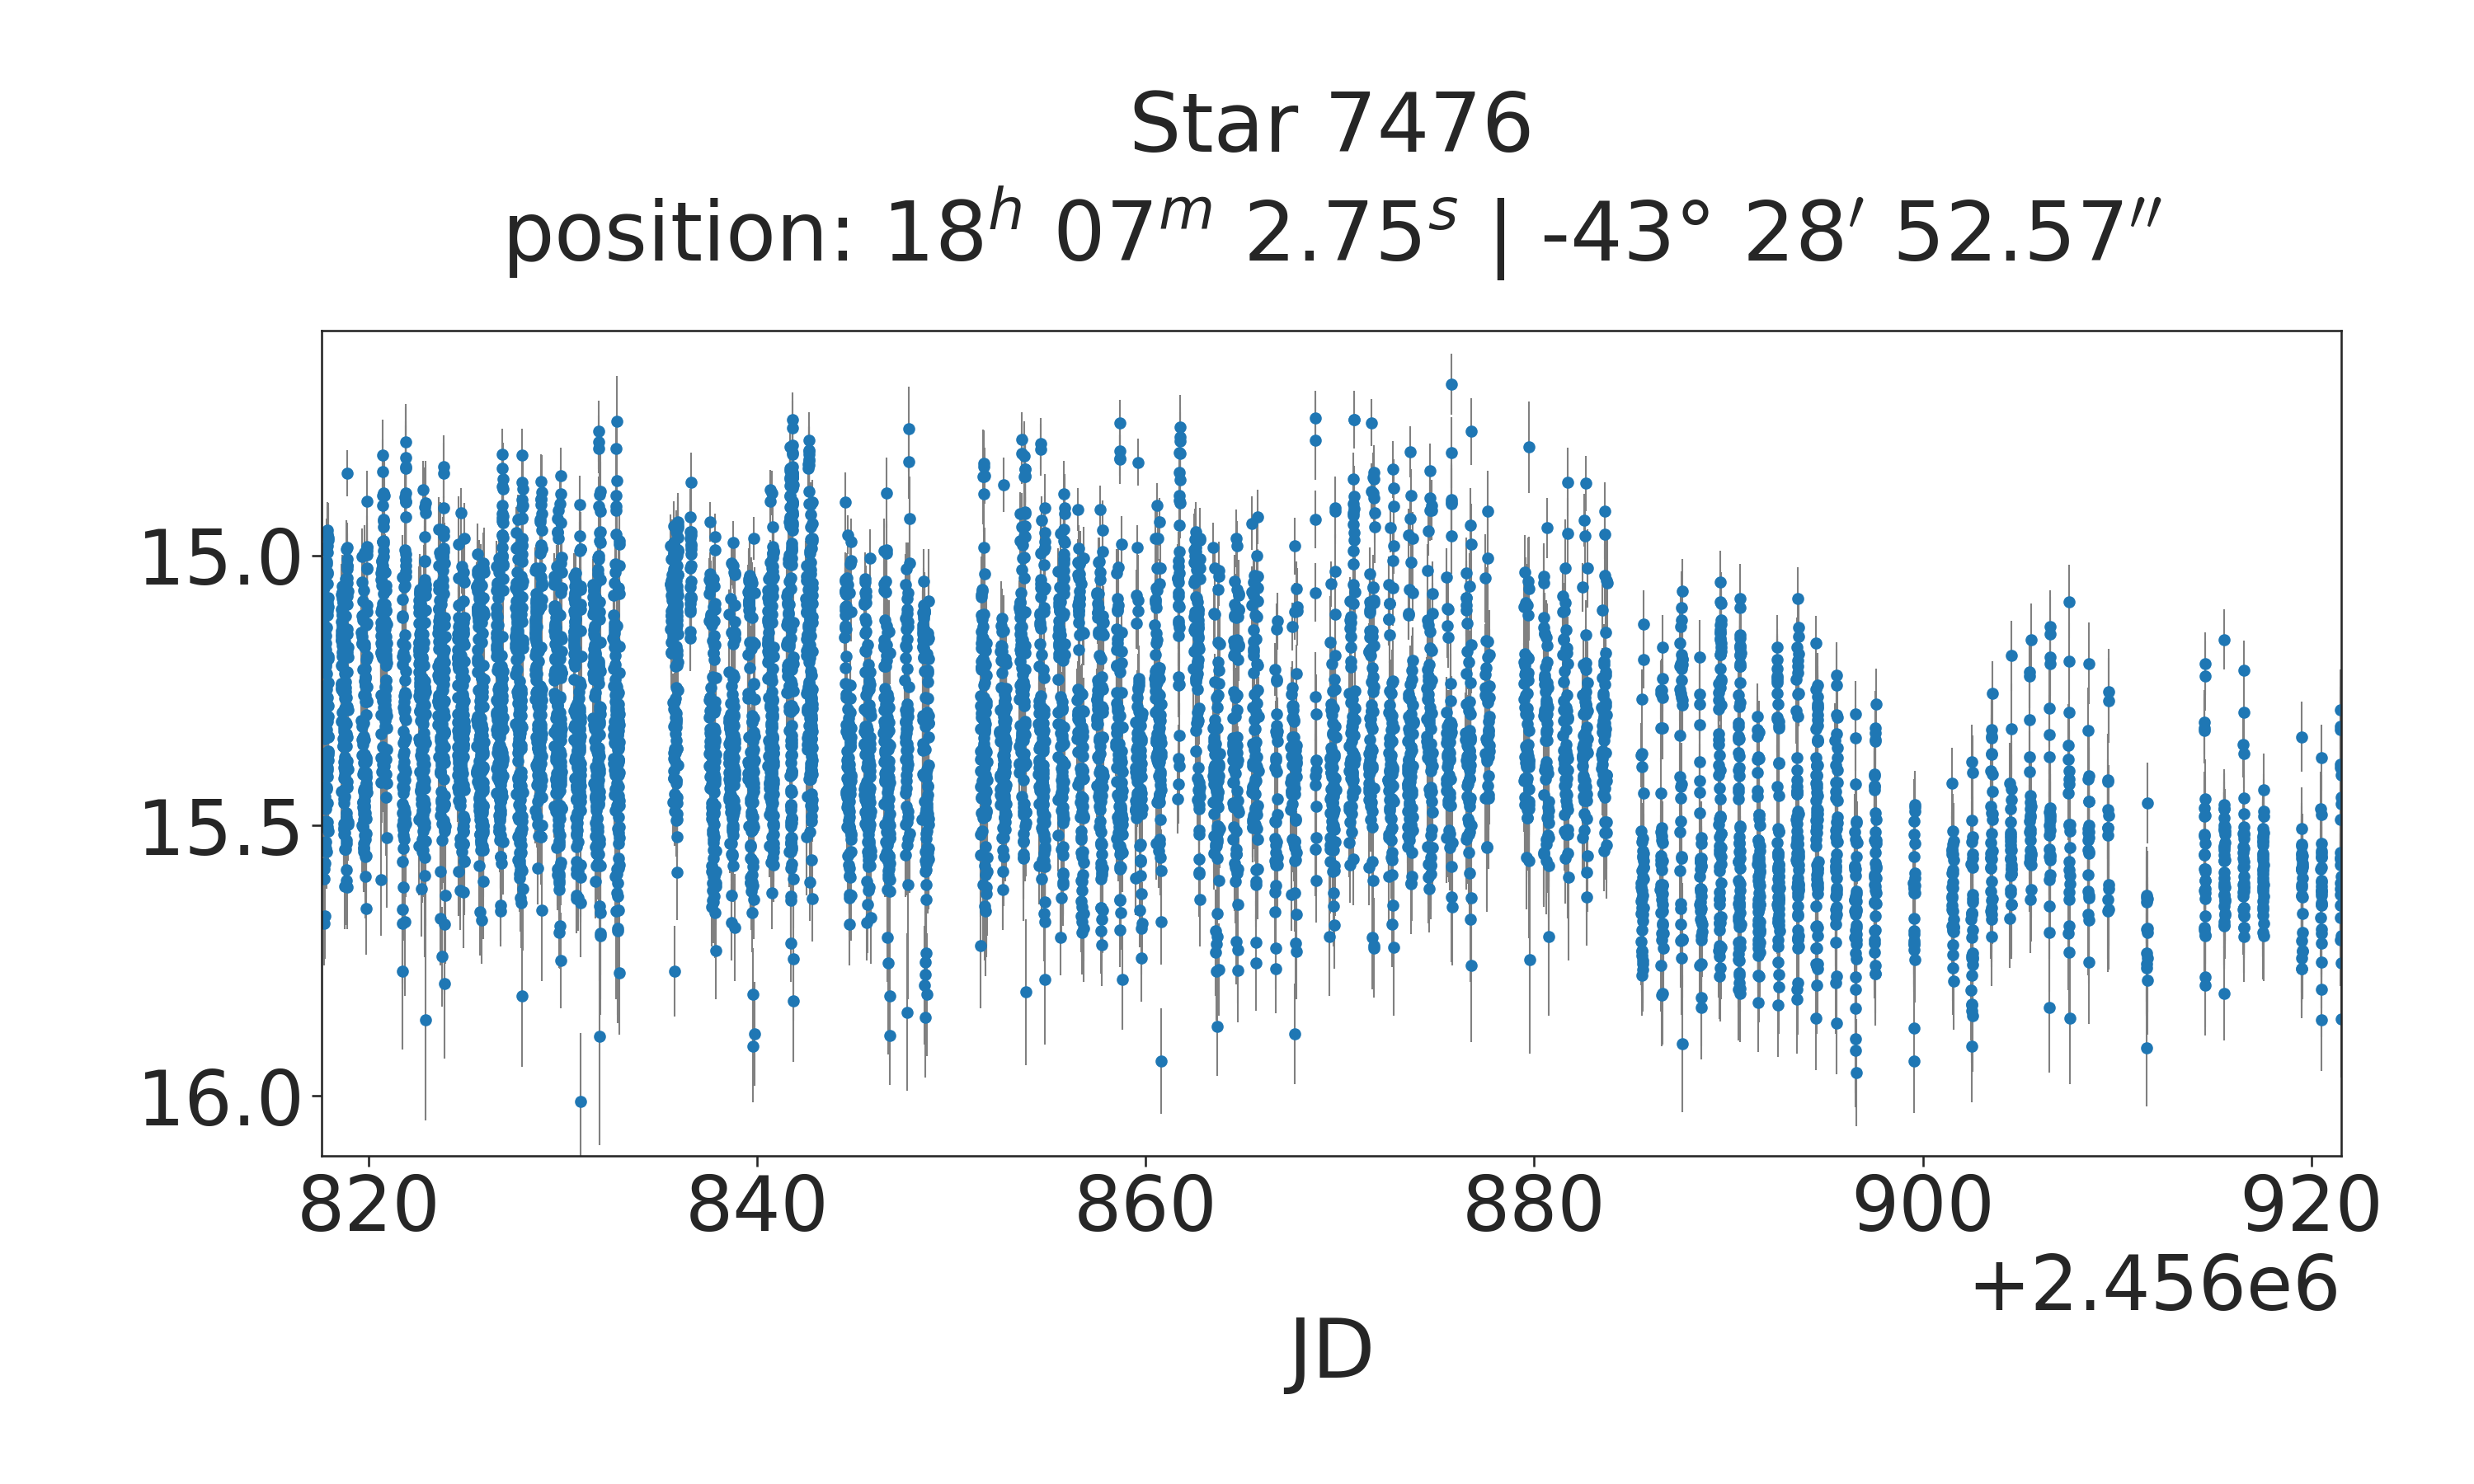 Star 7476
position: 18ʰ 07ᵐ 2.75ˢ | -43° 28′ 52.57′′
15.0
15.5
16.0
820 840 860 880 900 920
+2.456e6
JD